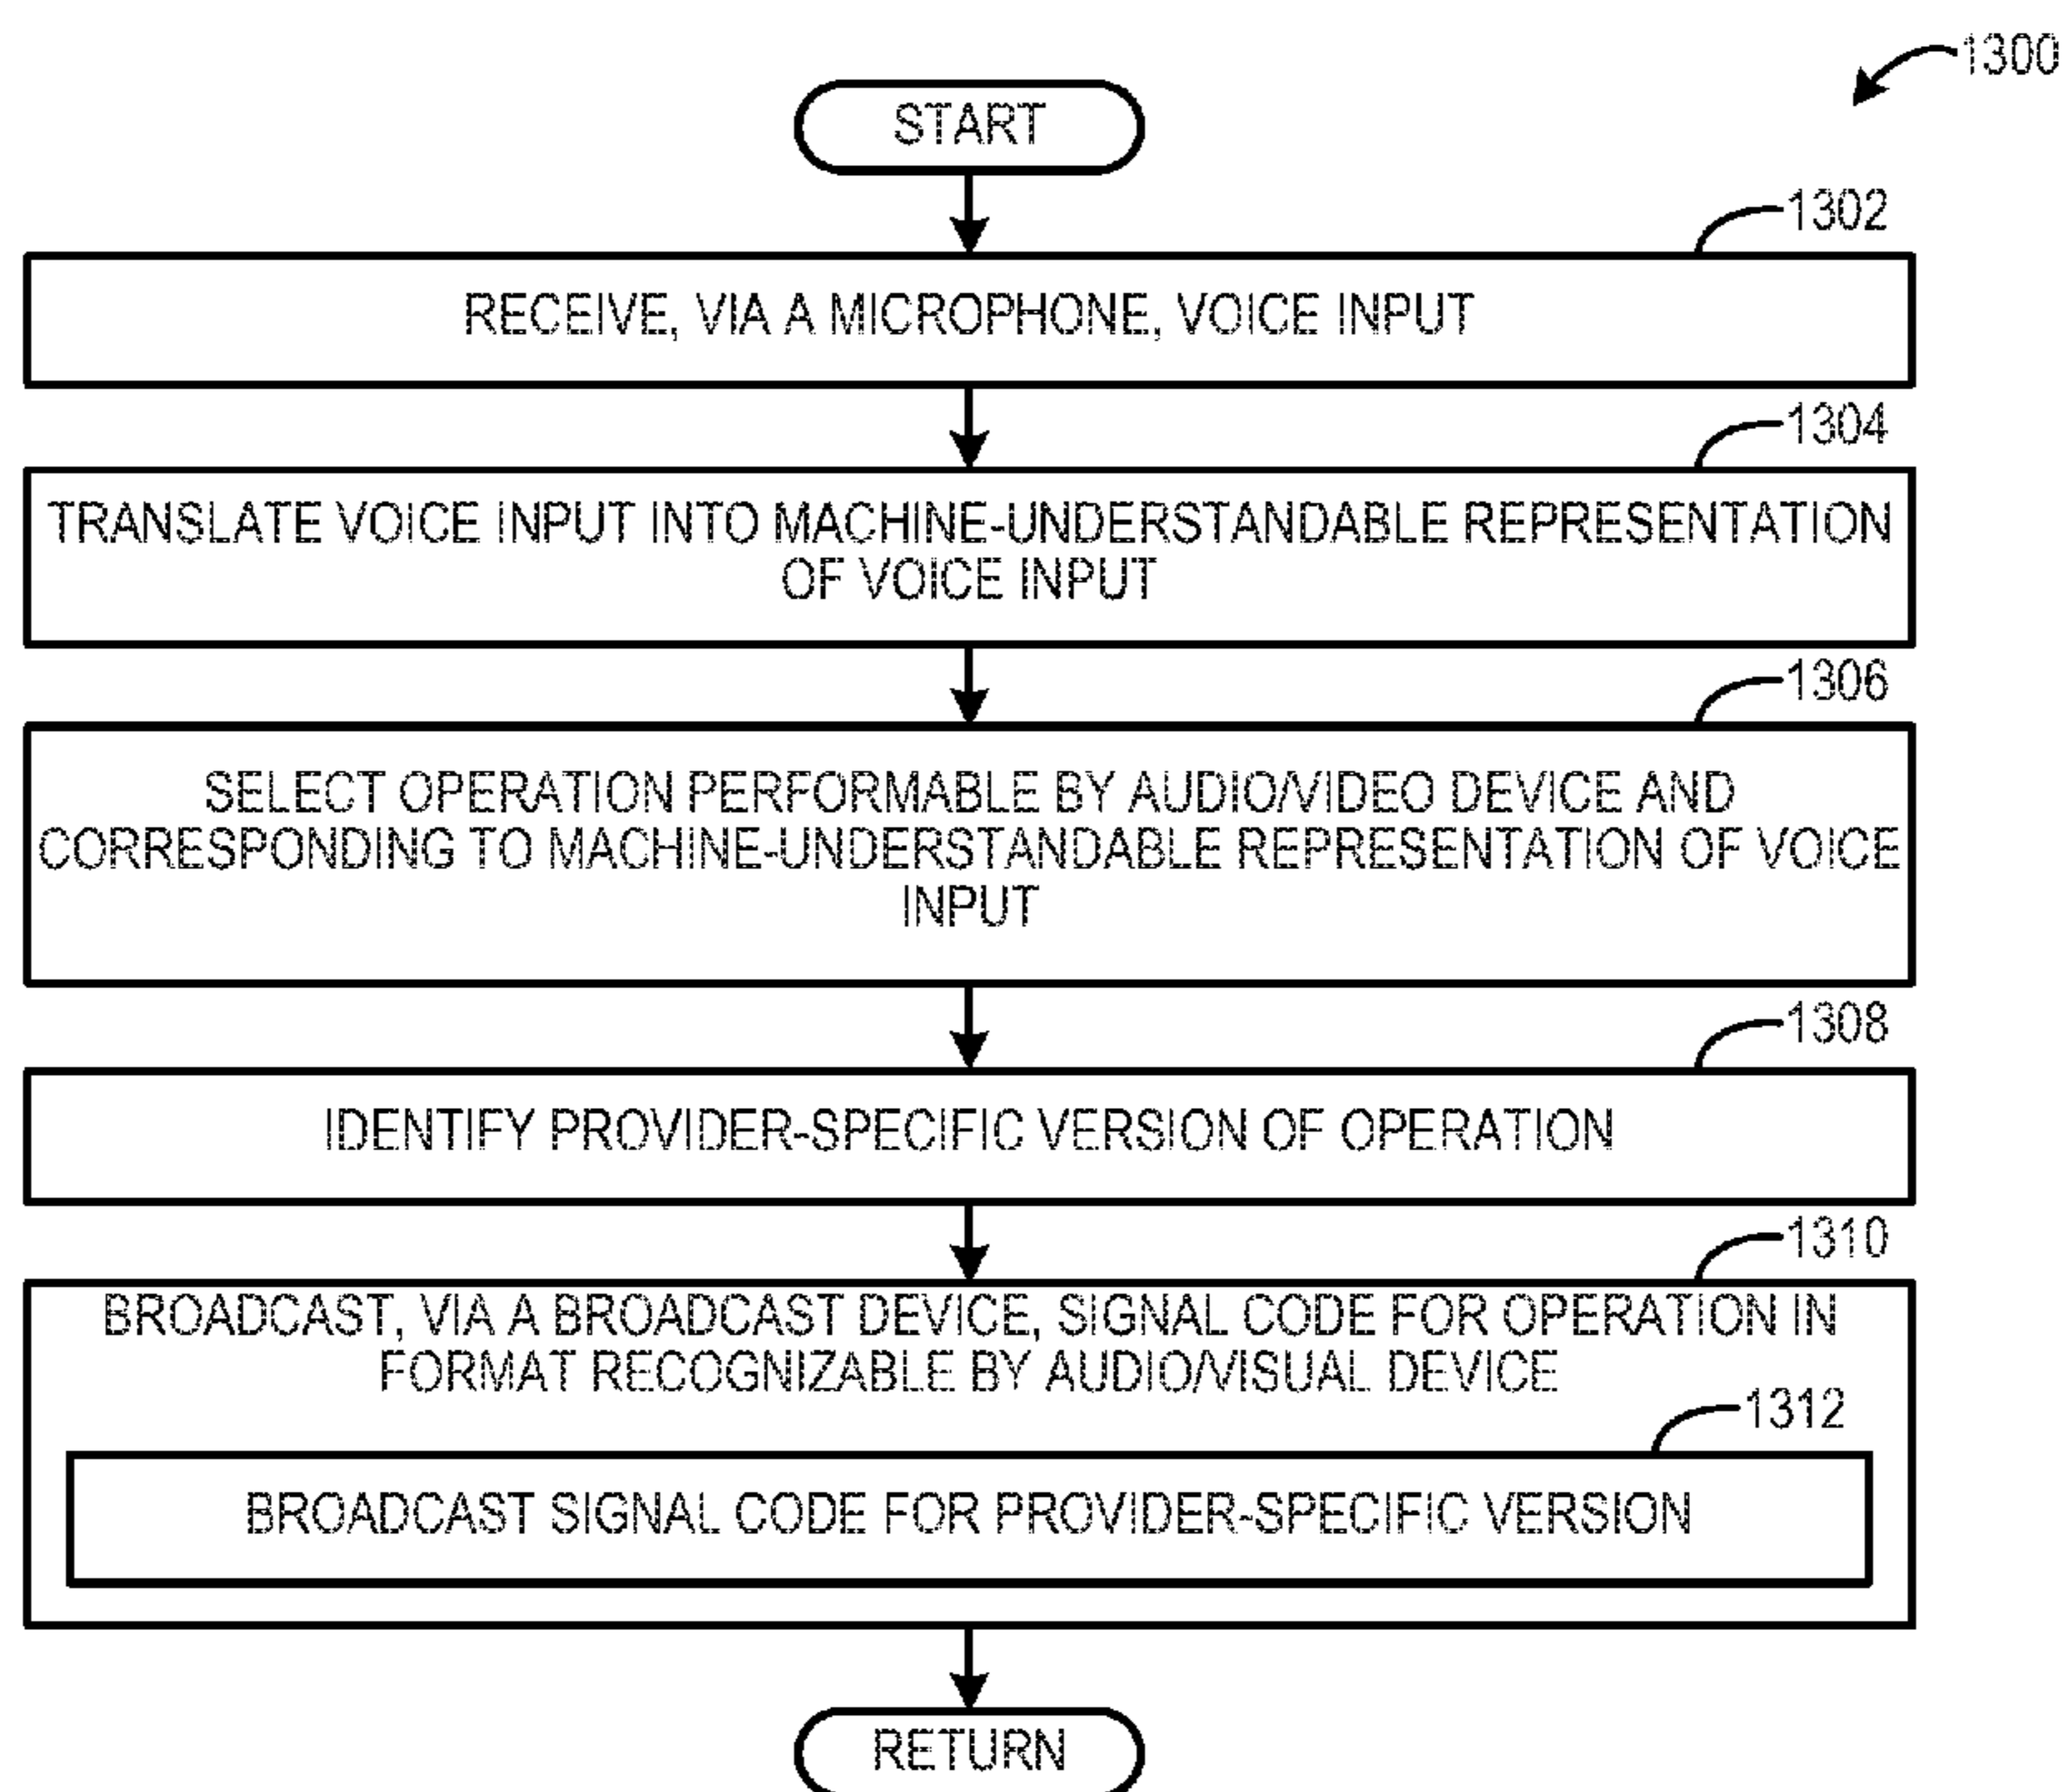 1300
START
1302
RECEIVE, VIA A MICROPHONE, VOICE INPUT
1304
TRANSLATE VOICE INPUT INTO MACHINE-UNDERSTANDABLE REPRESENTATION
OF VOICE INPUT
1306
SELECT OPERATION PERFORMABLE BY AUDIO/VIDEO DEVICE AND
CORRESPONDING TO MACHINE-UNDERSTANDABLE REPRESENTATION OF VOICE
INPUT
1308
IDENTIFY PROVIDER-SPECIFIC VERSION OF OPERATION
1310
BROADCAST, VIA A BROADCAST DEVICE, SIGNAL CODE FOR OPERATION IN
FORMAT RECOGNIZABLE BY AUDIO/VISUAL DEVICE
1312
BROADCAST SIGNAL CODE FOR PROVIDER-SPECIFIC VERSION
RETURN